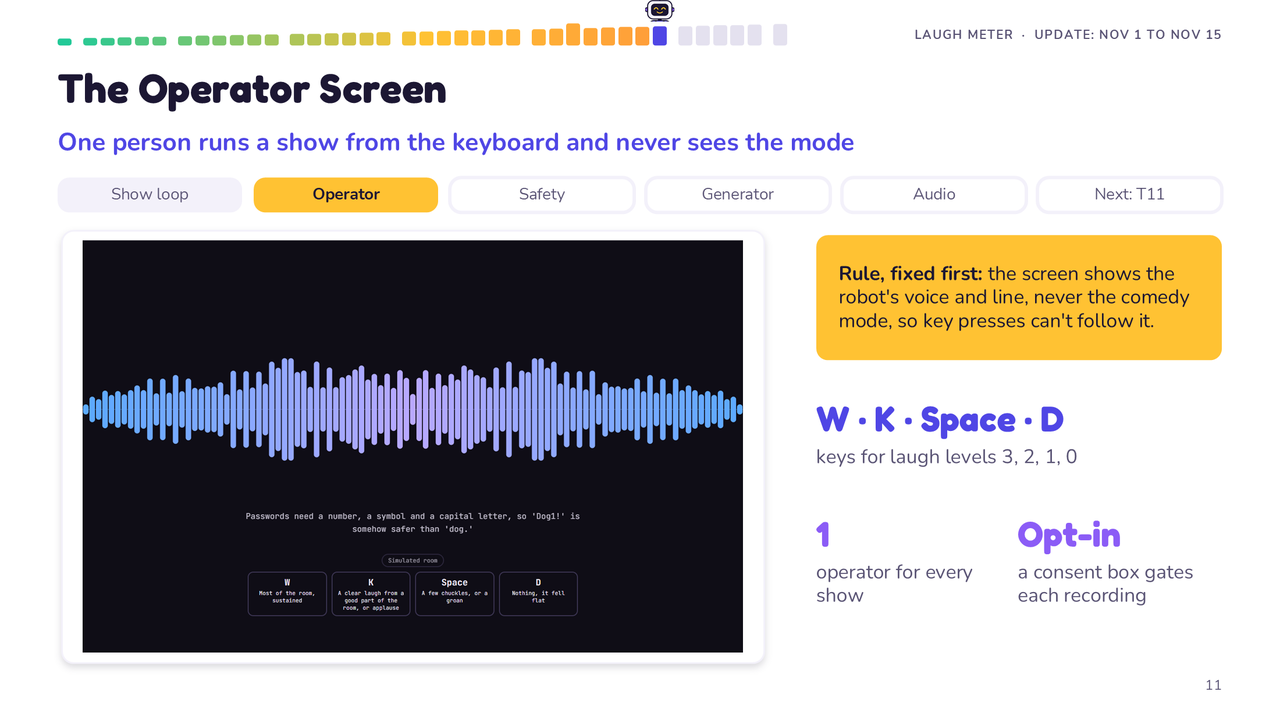 LAUGH METER · UPDATE: NOV 1 TO NOV 15
The Operator Screen
One person runs a show from the keyboard and never sees the mode
Show loop
Operator
Safety
Generator
Audio
Next: T11
Passwords need a number, a symbol and a capital letter, so 'Dog1!' is
somehow safer than 'dog.'
Simulated room
W
Most of the room,
sustained
K
A clear laugh from a
good part of the
room, or applause
Space
A few chuckles, or a
groan
D
Nothing, it fell
flat
Rule, fixed first: the screen shows the
robot's voice and line, never the comedy
mode, so key presses can't follow it.
W · K · Space · D
keys for laugh levels 3, 2, 1, 0
1
operator for every
show
Opt-in
a consent box gates
each recording
11